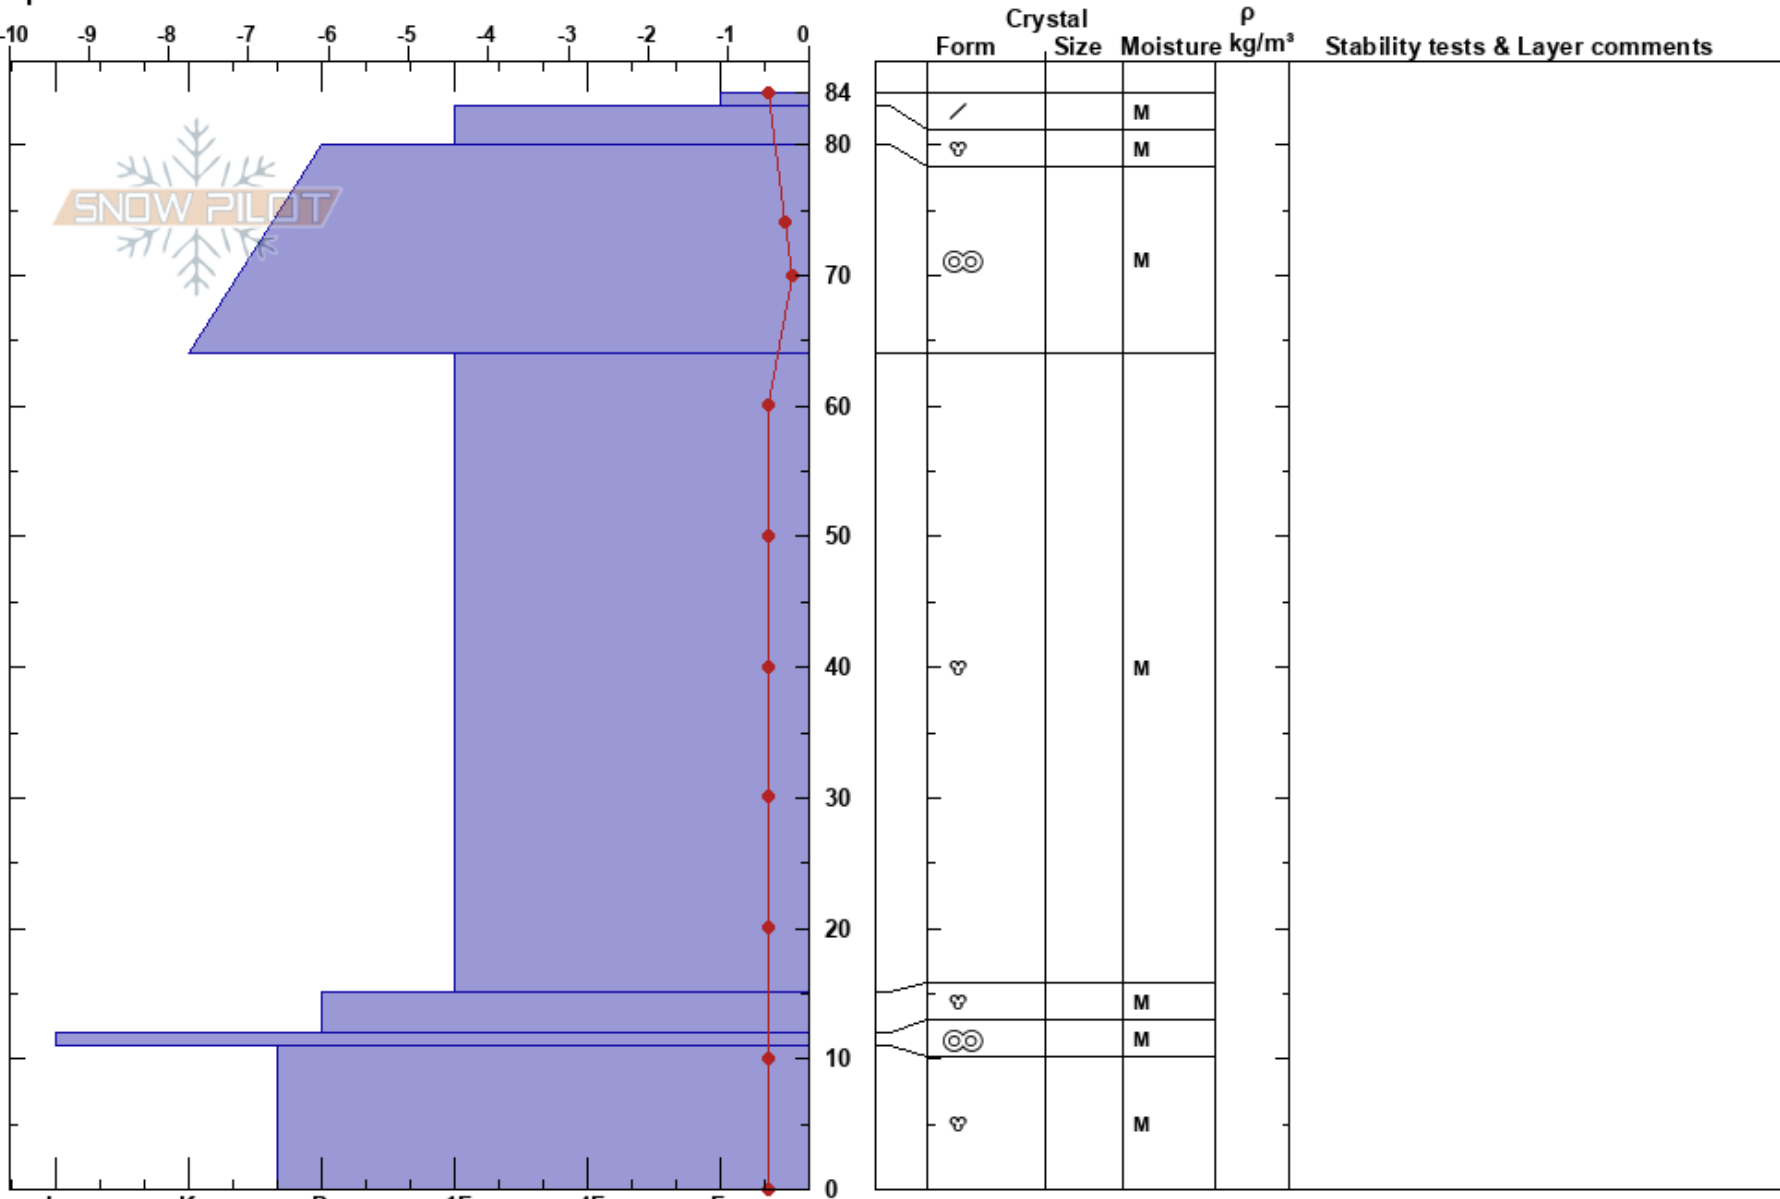 Crystal ρ
-10 -9 -8 -7 -6 -5 -4 -3 -2 -1 0 Form Size Moisture kg/m³ Stability tests & Layer comments
84
M
80 M
SNOW PILOT
M
70
60
50
40 M
30
20
M
M
10
M
0